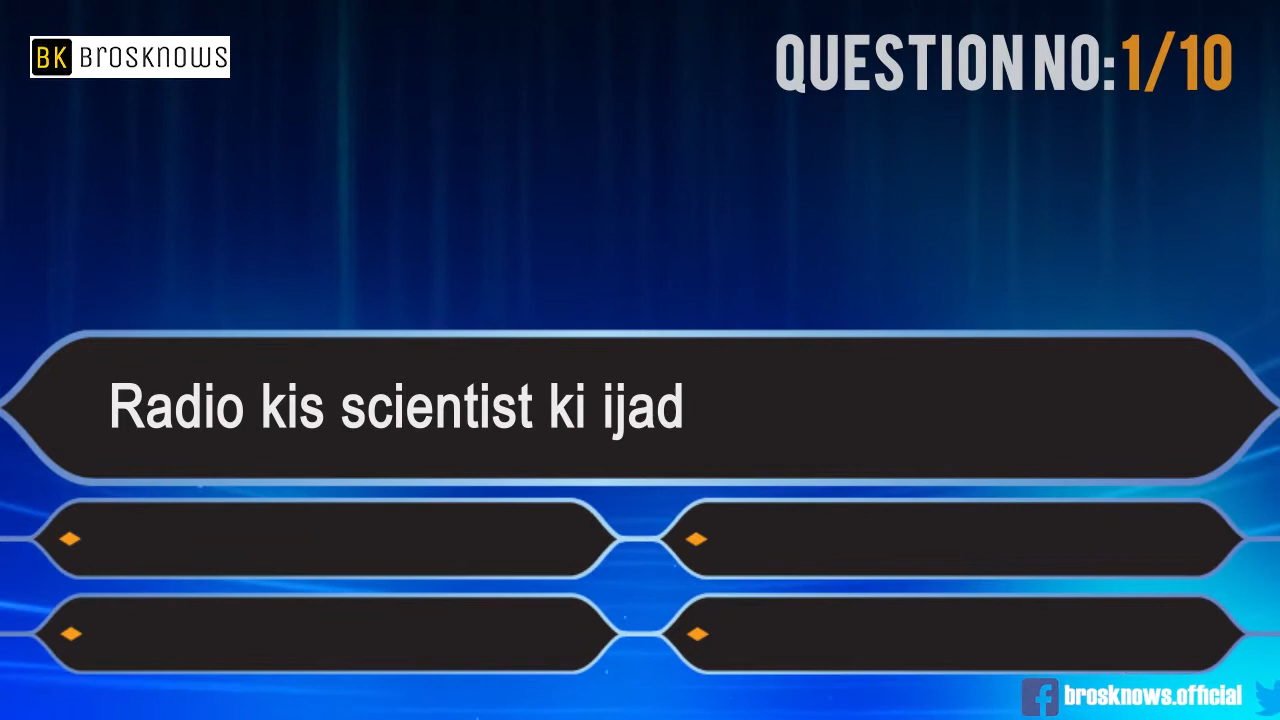 BK BrosKnows
QUESTION NO: 1/10
Radio kis scientist ki ijad
brosknows.official